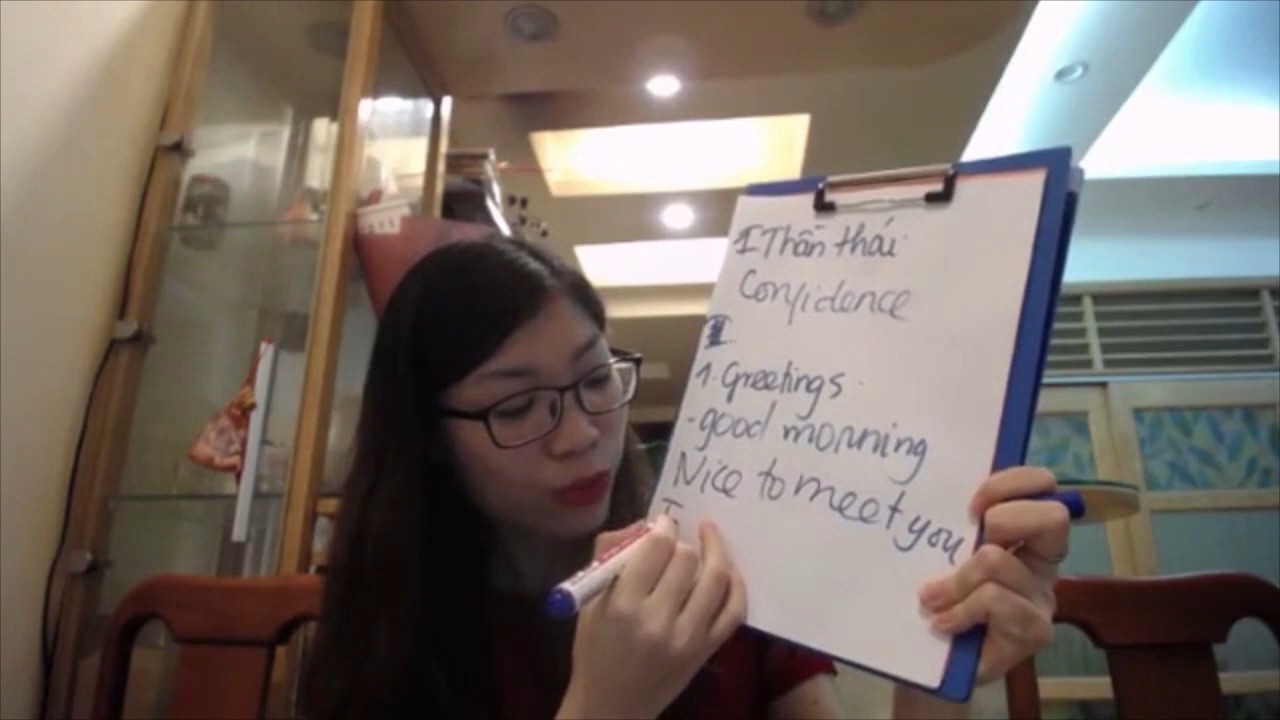 I Thần thái
Confidence
II.
1. Greetings.
- good morning
Nice to meet you
I